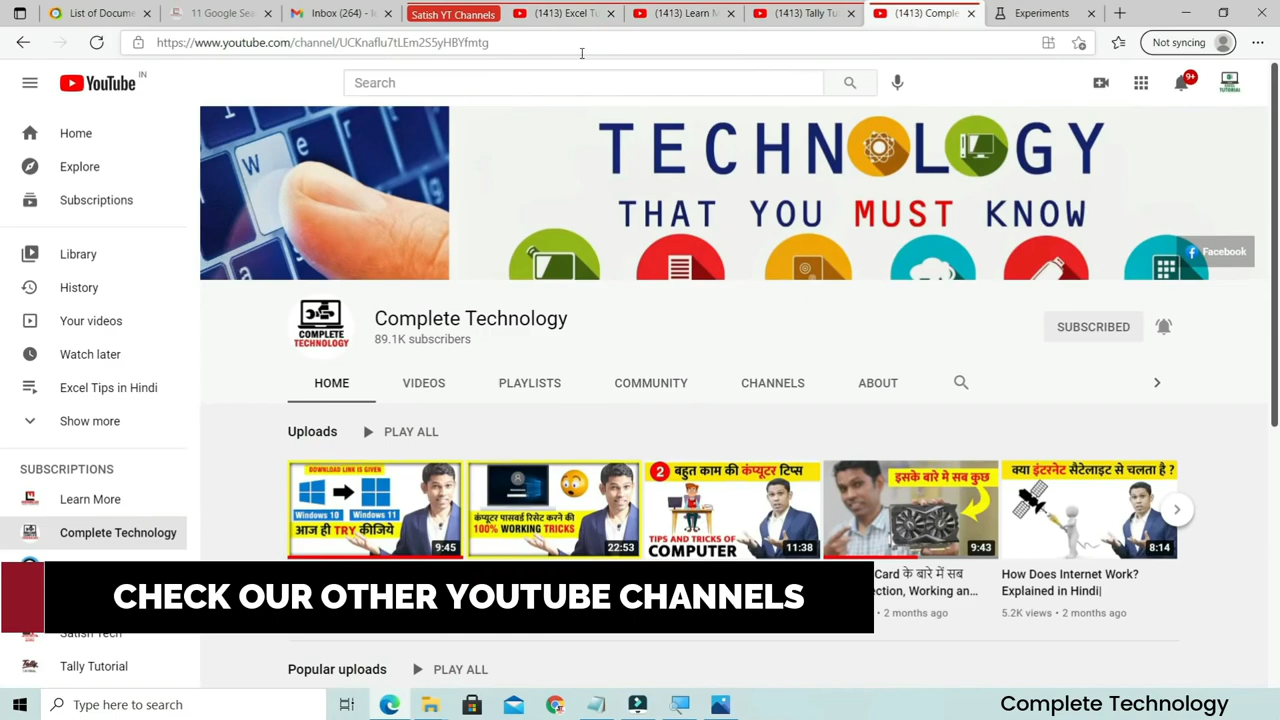 List of Docume
11 Google Sea
Inbox (264) - i
Satish YT Channels
(1413) Excel Tu
(1413) Learn M
(1413) Tally Tu
(1413) Comple
Experiments
https://www.youtube.com/channel/UCKnaflu7tLEm2S5yHBYfmtg
Not syncing
YouTube IN
Search
9+
Home
Explore
Subscriptions
Library
History
Your videos
Watch later
Excel Tips in Hindi
Show more
SUBSCRIPTIONS
Learn More
Complete Technology
Satish Tech
Tally Tutorial
TECHNOLOGY
THAT YOU MUST KNOW
Facebook
COMPLETE
TECHNOLOGY
Complete Technology
89.1K subscribers
SUBSCRIBED
HOME
VIDEOS
PLAYLISTS
COMMUNITY
CHANNELS
ABOUT
Uploads
PLAY ALL
DOWNLOAD LINK IS GIVEN
Windows 10
Windows 11
आज ही TRY कीजिये
9:45
कंप्यूटर पासवर्ड रिसेट करने की
100% WORKING TRICKS
22:53
2 बहुत काम की कंप्यूटर टिप्स
TIPS AND TRICKS OF
COMPUTER
11:38
इसके बारे में सब
कुछ
9:43
क्या इंटरनेट सैटेलाइट से चलता है ?
8:14
Card के बारे में सब
ection, Working an...
• 2 months ago
How Does Internet Work?
Explained in Hindi|
5.2K views • 2 months ago
CHECK OUR OTHER YOUTUBE CHANNELS
Popular uploads
PLAY ALL
Type here to search
Complete Technology